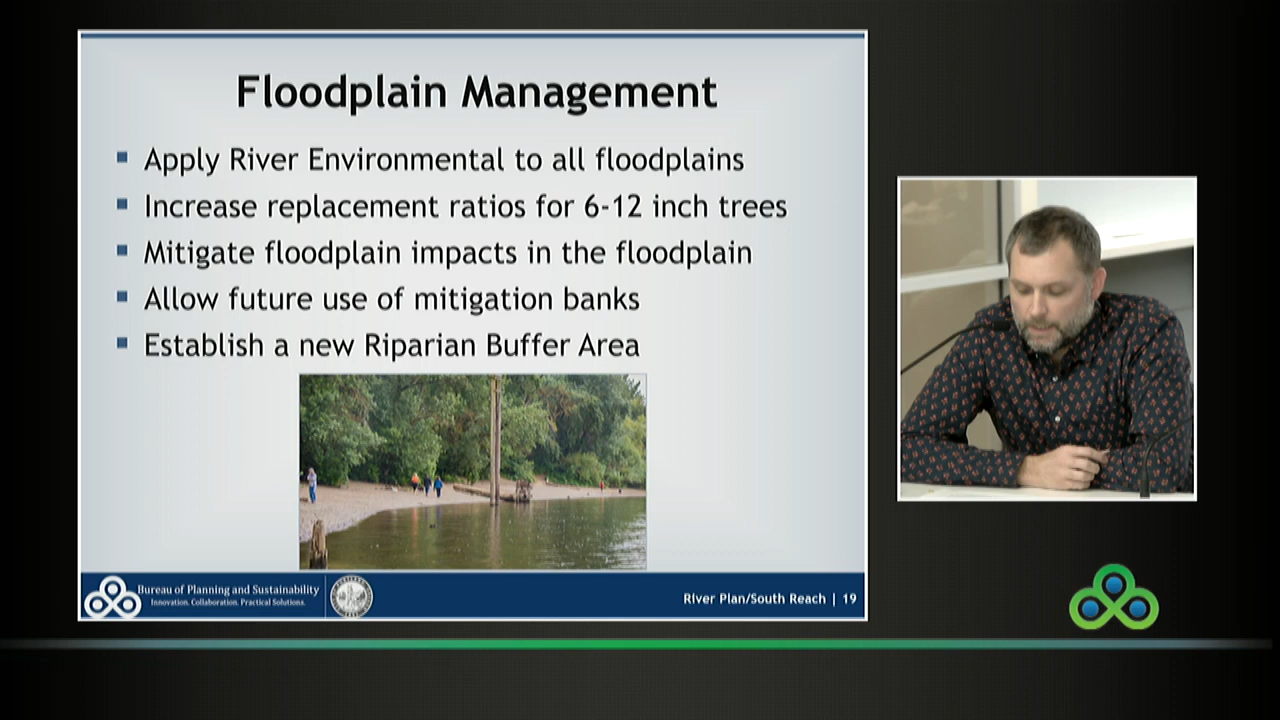 Floodplain Management
Apply River Environmental to all floodplains
Increase replacement ratios for 6-12 inch trees
Mitigate floodplain impacts in the floodplain
Allow future use of mitigation banks
Establish a new Riparian Buffer Area
Bureau of Planning and Sustainability
Innovation. Collaboration. Practical Solutions.
River Plan/South Reach | 19